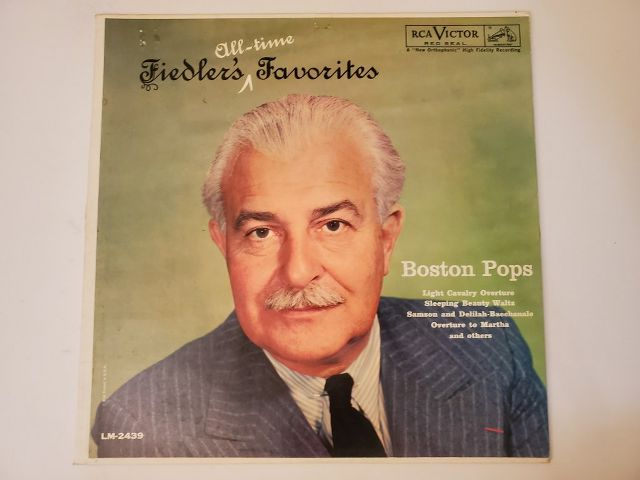 All-time
Fiedler's Favorites
RCA VICTOR
RED SEAL
A "New Orthophonic" High Fidelity Recording
Boston Pops
Light Cavalry Overture
Sleeping Beauty Waltz
Samson and Delilah-Bacchanale
Overture to Martha
and others
LM-2439